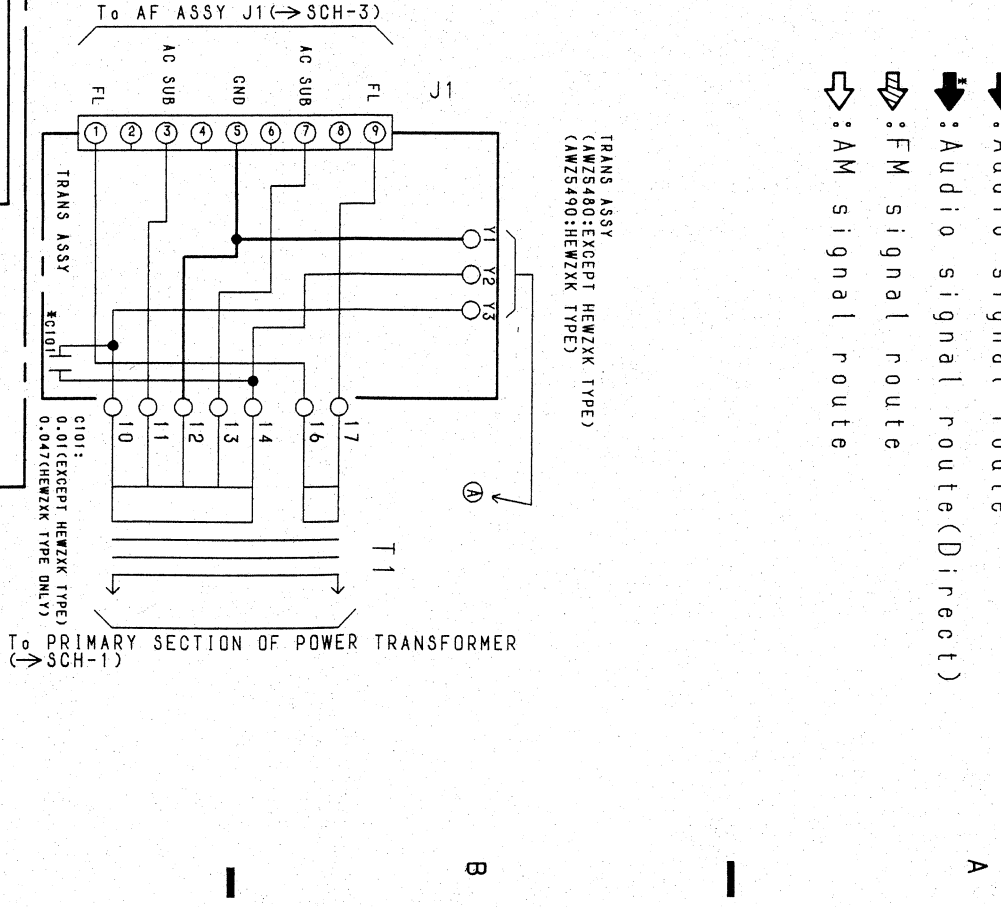 To AF ASSY J1(→SCH-3)
FL
AC SUB
GND
AC SUB
FL
J1
1 2 3 4 5 6 7 8 9
TRANS ASSY
Y1
Y2
Y3
TRANS ASSY
(AWZ5480:EXCEPT HEWZXK TYPE)
(AWZ5490:HEWZXK TYPE)
*C101
10 11 12 13 14 16 17
C101:
0.01(EXCEPT HEWZXK TYPE)
0.047(HEWZXK TYPE ONLY)
A
T1
To PRIMARY SECTION OF POWER TRANSFORMER
(→SCH-1)
:Audio signal route
*
:Audio signal route(Direct)
:FM signal route
:AM signal route
B
A